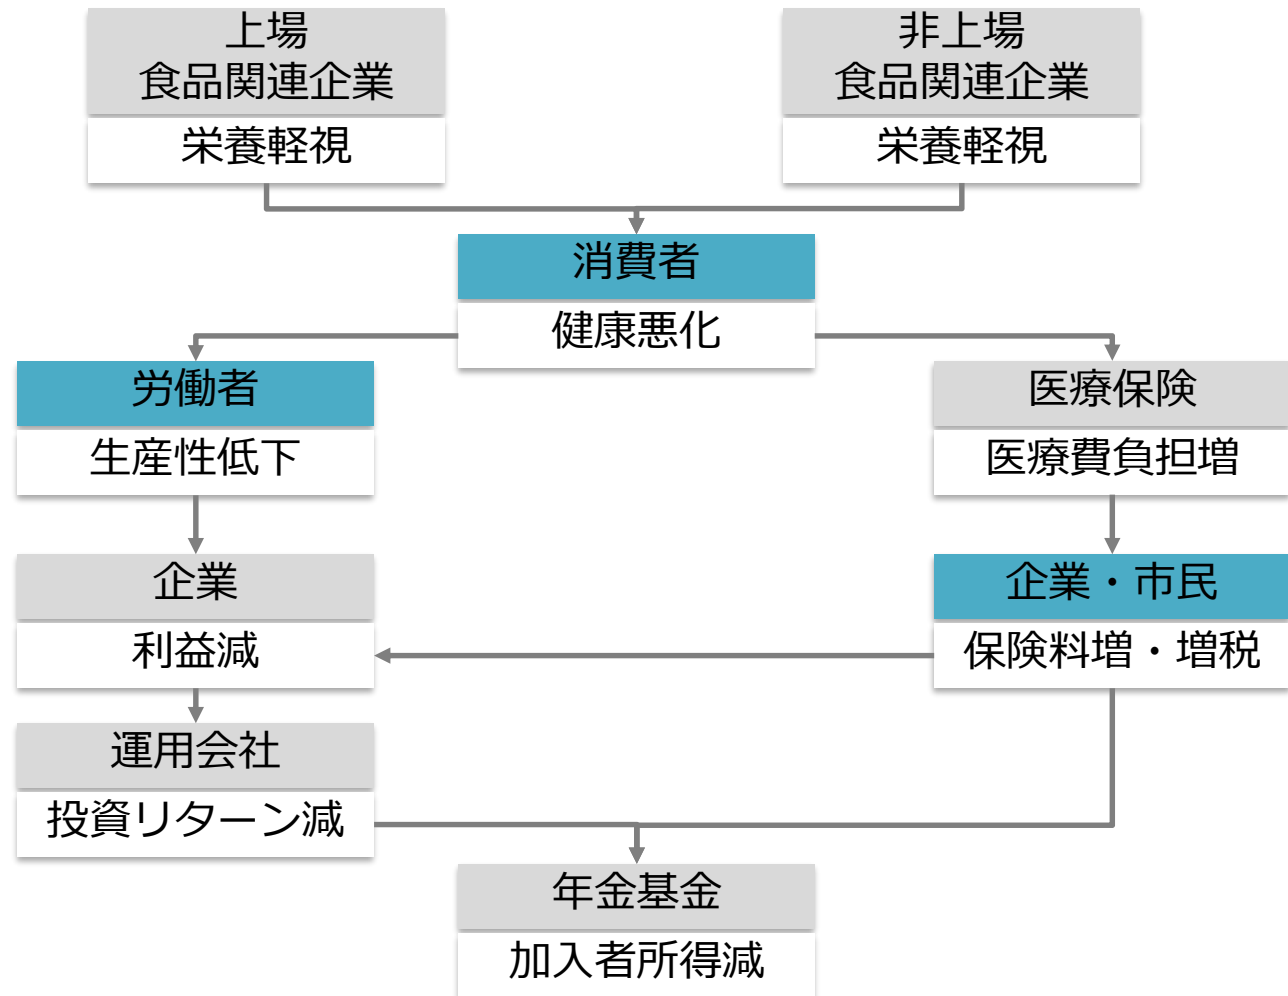 上場
食品関連企業
栄養軽視
非上場
食品関連企業
栄養軽視
消費者
健康悪化
労働者
生産性低下
医療保険
医療費負担増
企業
利益減
企業・市民
保険料増・増税
運用会社
投資リターン減
年金基金
加入者所得減